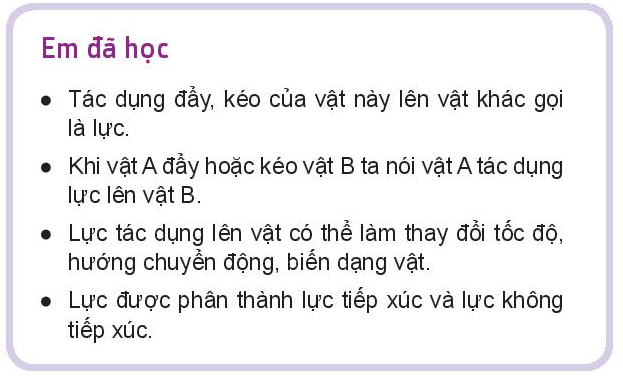 Em đã học
• Tác dụng đẩy, kéo của vật này lên vật khác gọi
là lực.
• Khi vật A đẩy hoặc kéo vật B ta nói vật A tác dụng
lực lên vật B.
• Lực tác dụng lên vật có thể làm thay đổi tốc độ,
hướng chuyển động, biến dạng vật.
• Lực được phân thành lực tiếp xúc và lực không
tiếp xúc.